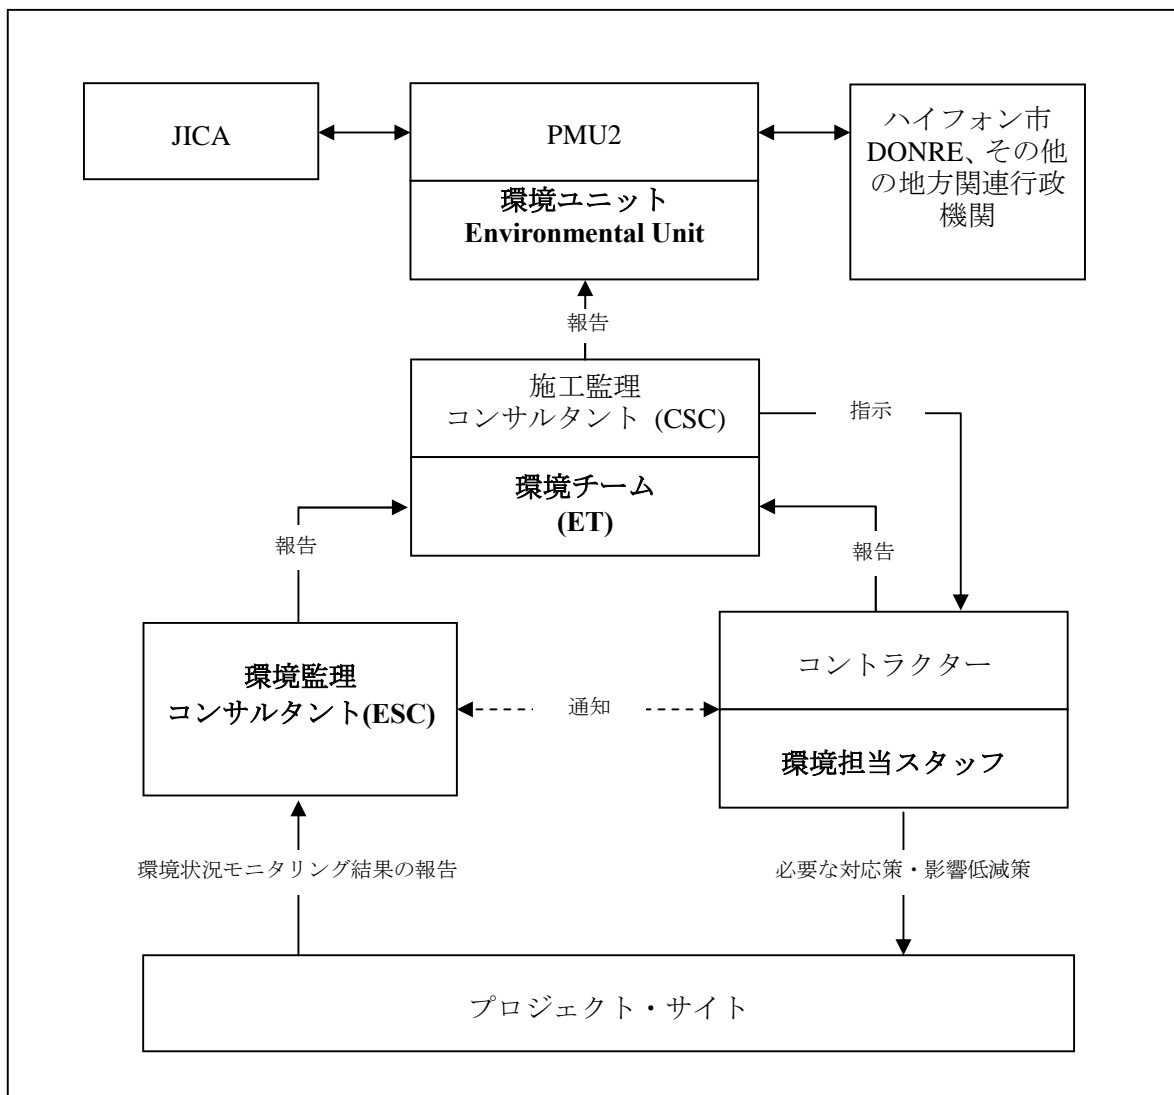 JICA
PMU2
環境ユニット
Environmental Unit
ハイフォン市
DONRE、その他
の地方関連行政
機関
報告
施工監理
コンサルタント (CSC)
指示
環境チーム
(ET)
報告
報告
環境監理
コンサルタント(ESC)
通知
コントラクター
環境担当スタッフ
環境状況モニタリング結果の報告
必要な対応策・影響低減策
プロジェクト・サイト